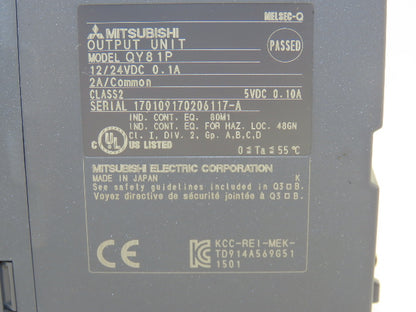 MELSEC-Q
MITSUBISHI
OUTPUT UNIT
MODEL QY81P
PASSED
12/24VDC 0.1A
2A/Common
CLASS2 5VDC 0.10A
SERIAL 170109170206117-A
IND. CONT. EQ. 80M1
IND. CONT. EQ. FOR HAZ. LOC. 48GN
Cl. I, DIV. 2, Gp. A,B,C,D
C UL US LISTED
0≤Ta≤55℃
MITSUBISHI ELECTRIC CORPORATION
MADE IN JAPAN K
See safety guidelines included in Q3□B.
Voyez directive de sécurité jointée à Q3□B.
CE
KCC-REI-MEK-
TD914A569G51
1501